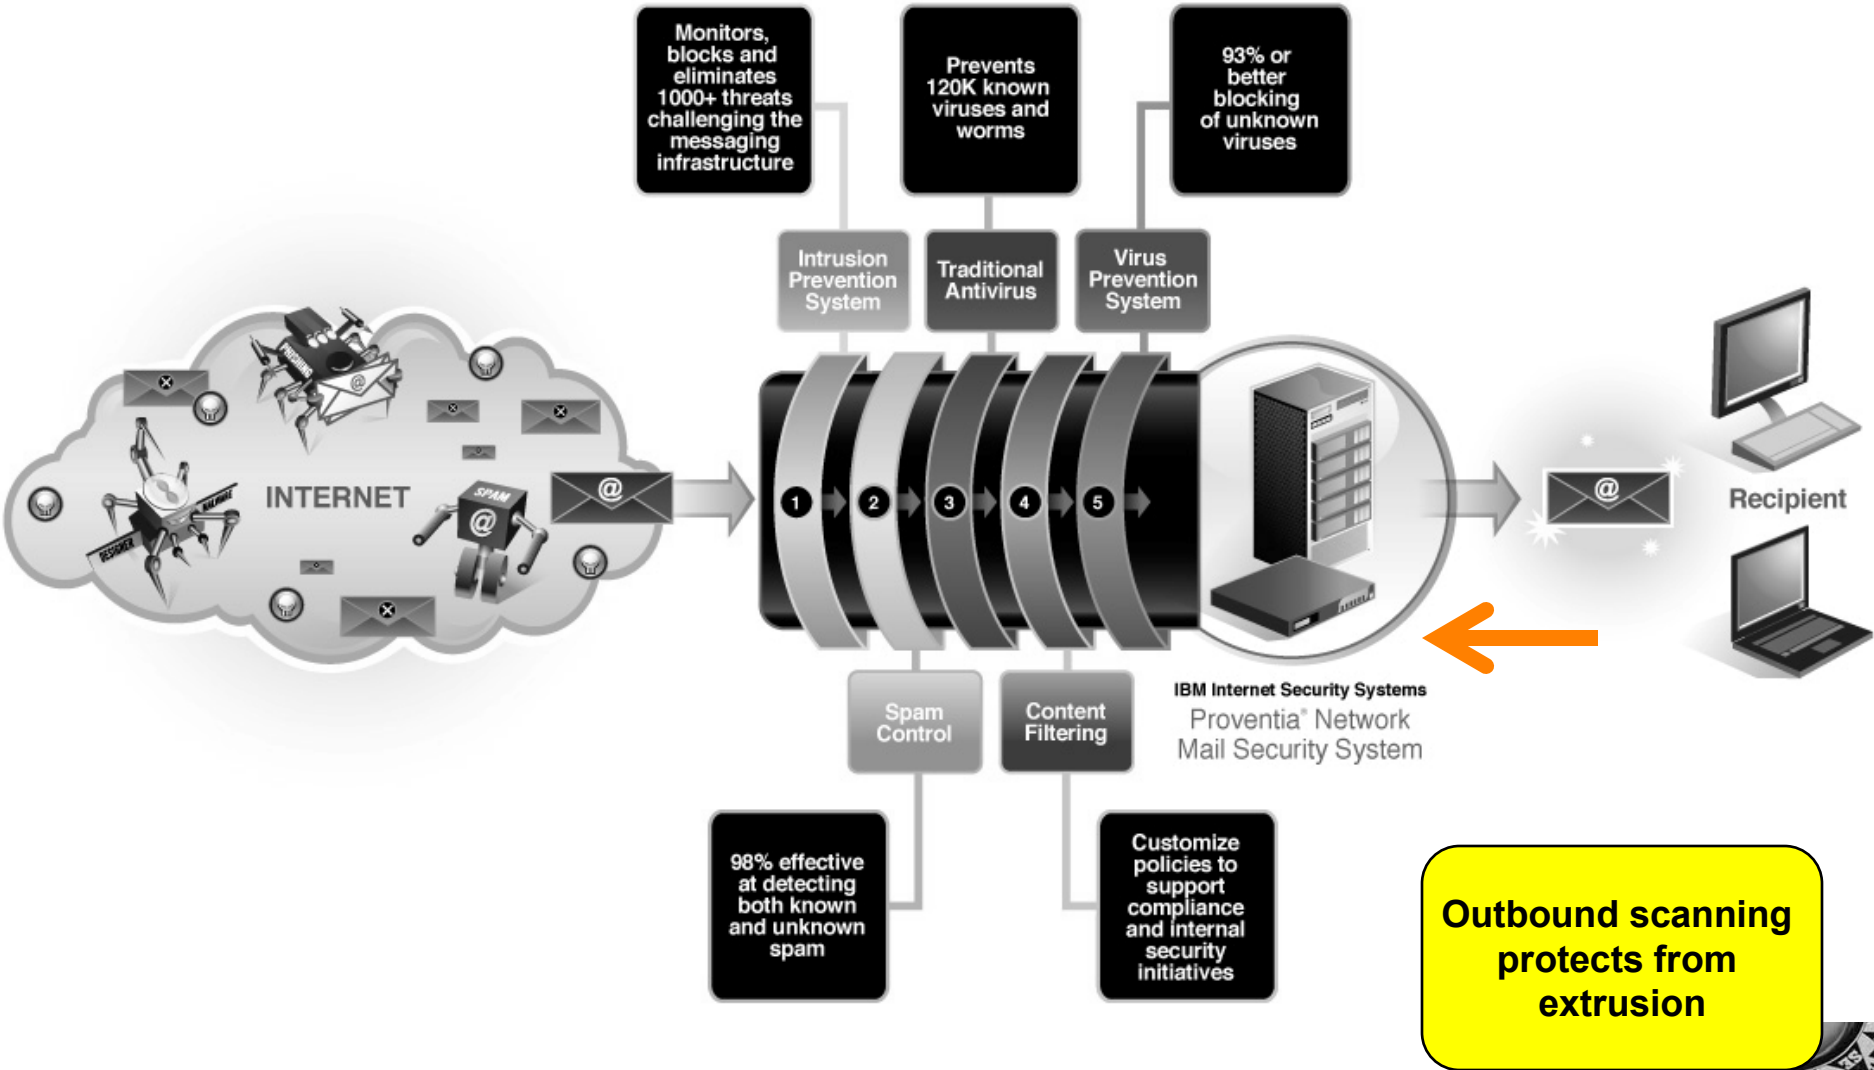 Monitors,
blocks and
eliminates
1000+ threats
challenging the
messaging
infrastructure
Prevents
120K known
viruses and
worms
93% or
better
blocking
of unknown
viruses
Intrusion
Prevention
System
Traditional
Antivirus
Virus
Prevention
System
PHISHING
@
INTERNET
SPAM
@
DESIGNER
MALWARE
@
1
2
3
4
5
@
Recipient
Spam
Control
Content
Filtering
IBM Internet Security Systems
Proventia® Network
Mail Security System
98% effective
at detecting
both known
and unknown
spam
Customize
policies to
support
compliance
and internal
security
initiatives
Outbound scanning
protects from
extrusion